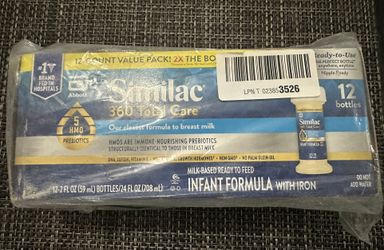 12 COUNT VALUE PACK! 2X THE BO
Ready-to-Use
#1
BRAND
FED IN
HOSPITALS
Abbott
Similac
360 Total Care
Our closest formula to breast milk
LPN T 02385 3526
12
bottles
5
HMO
PREBIOTICS
HMOS ARE IMMUNE-NOURISHING PREBIOTICS
STRUCTURALLY IDENTICAL TO THOSE IN BREAST MILK
Similac
MILK-BASED READY TO FEED
INFANT FORMULA WITH IRON
12-2 FL OZ (59 mL) BOTTLES/24 FL OZ (708 mL)
DO NOT
ADD WATER